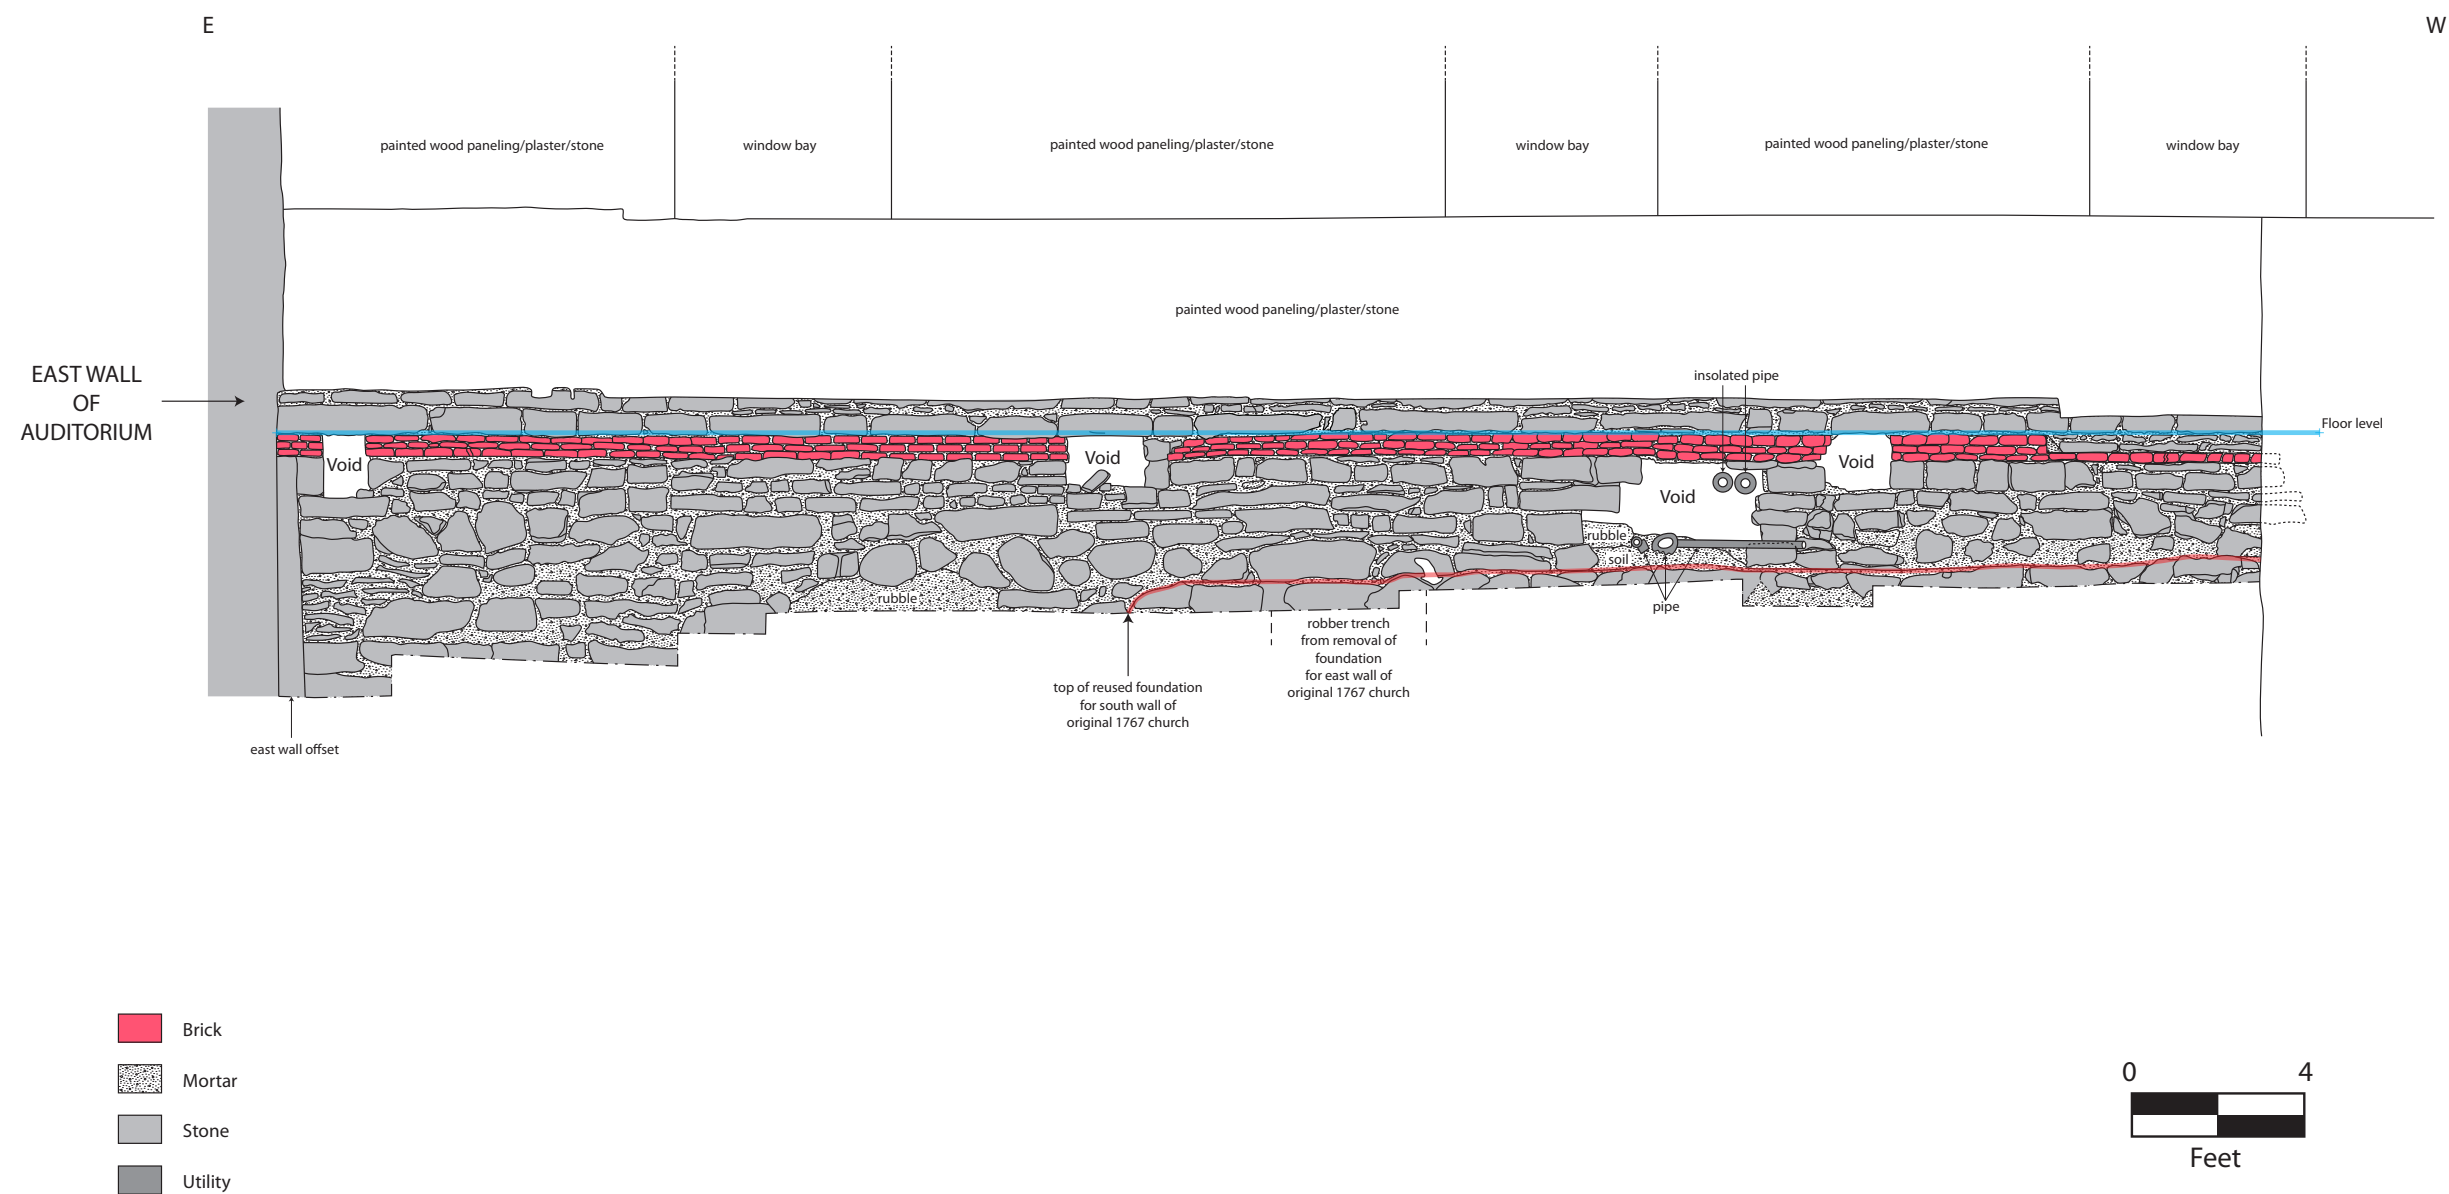 E
W
painted wood paneling/plaster/stone
window bay
painted wood paneling/plaster/stone
window bay
painted wood paneling/plaster/stone
window bay
painted wood paneling/plaster/stone
EAST WALL
OF
AUDITORIUM
insolated pipe
Floor level
Void
Void
Void
Void
rubble
soil
rubble
pipe
robber trench
from removal of
foundation
for east wall of
original 1767 church
top of reused foundation
for south wall of
original 1767 church
east wall offset
Brick
Mortar
Stone
Utility
0
4
Feet